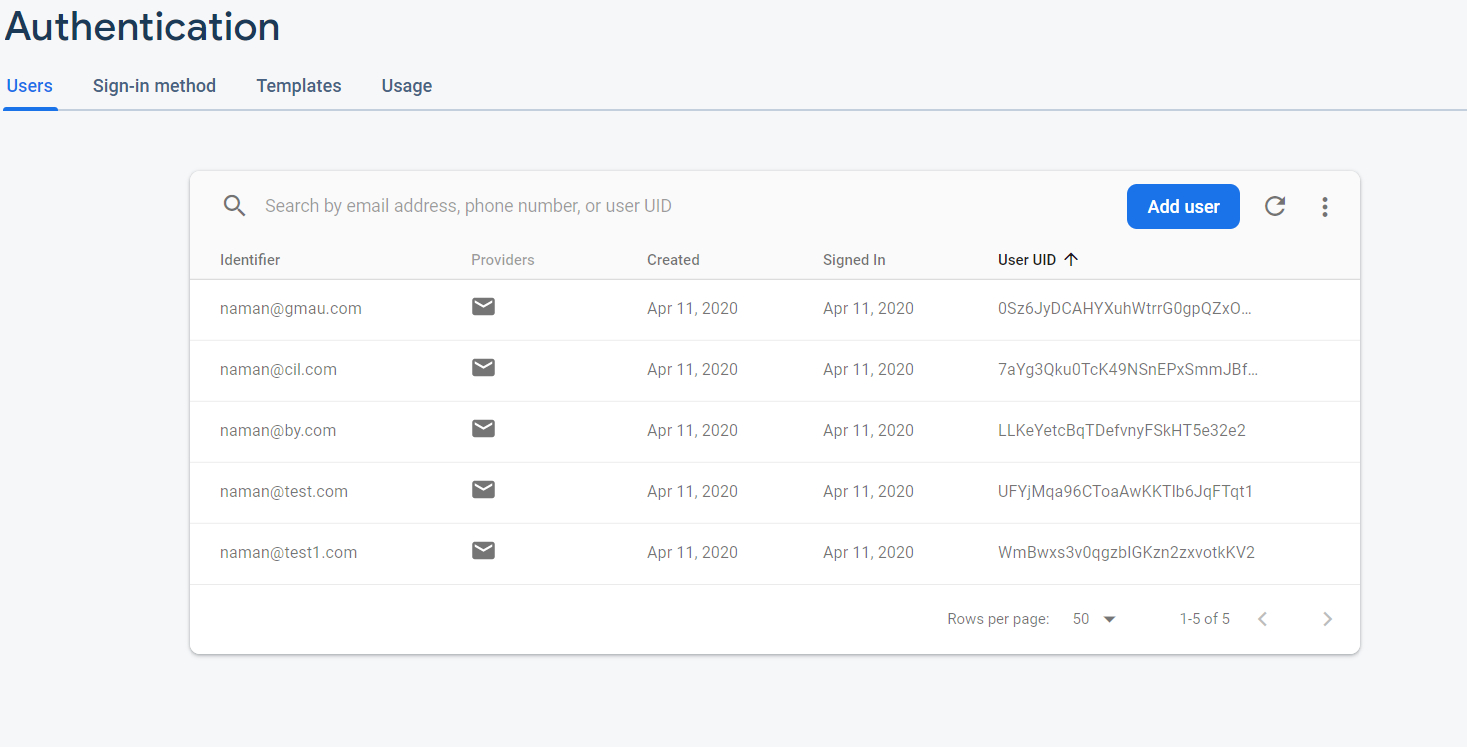 Authentication
Users Sign-in method Templates Usage
Search by email address, phone number, or user UID Add user
Identifier Providers Created Signed In User UID
naman@gmau.com Apr 11, 2020 Apr 11, 2020 0Sz6JyDCAHYXuhWtrrG0gpQZxO...
naman@cil.com Apr 11, 2020 Apr 11, 2020 7aYg3Qku0TcK49NSnEPxSmmJBf...
naman@by.com Apr 11, 2020 Apr 11, 2020 LLKeYetcBqTDefvnyFSkHT5e32e2
naman@test.com Apr 11, 2020 Apr 11, 2020 UFYjMqa96CToaAwKKTlb6JqFTqt1
naman@test1.com Apr 11, 2020 Apr 11, 2020 WmBwxs3v0qgzblGKzn2zxvotkKV2
Rows per page: 50 1-5 of 5